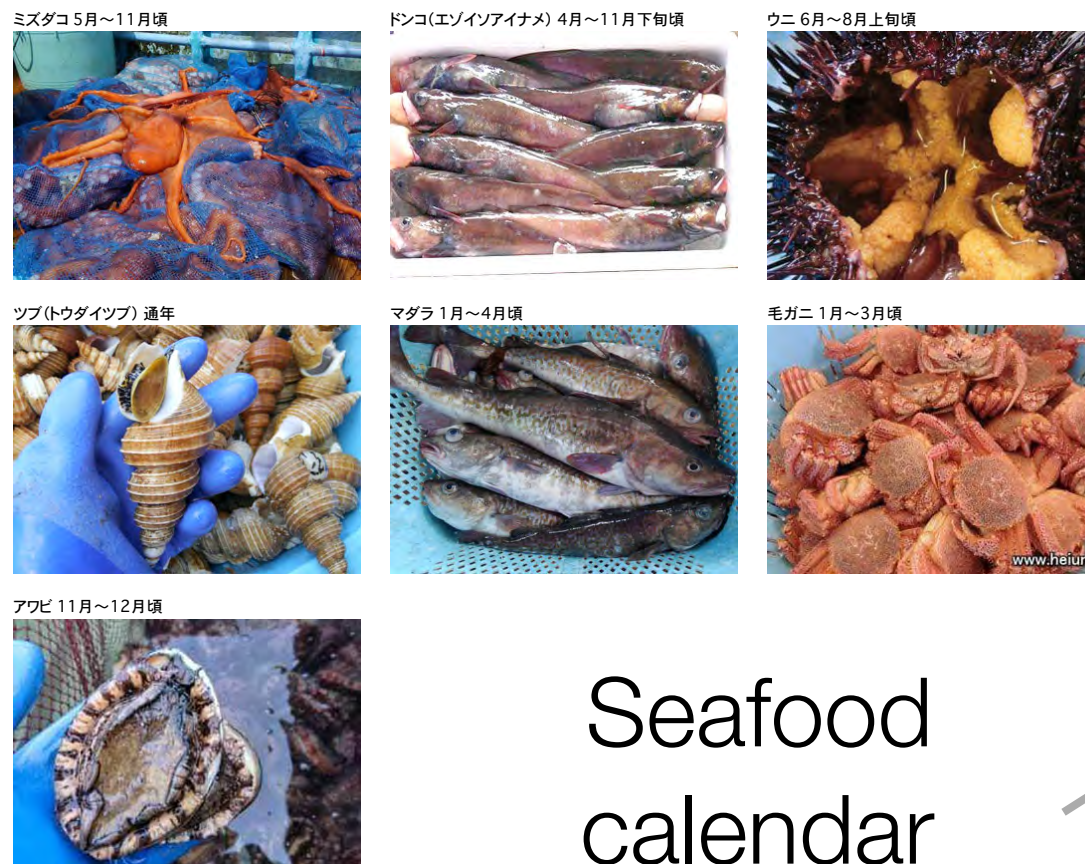 ミズダコ 5月～11月頃
ドンコ（エゾイソアイナメ） 4月～11月下旬頃
ウニ 6月～8月上旬頃
ツブ（トウダイツブ） 通年
マダラ 1月～4月頃
毛ガニ 1月～3月頃
www.heiur
アワビ 11月～12月頃
Seafood
calendar